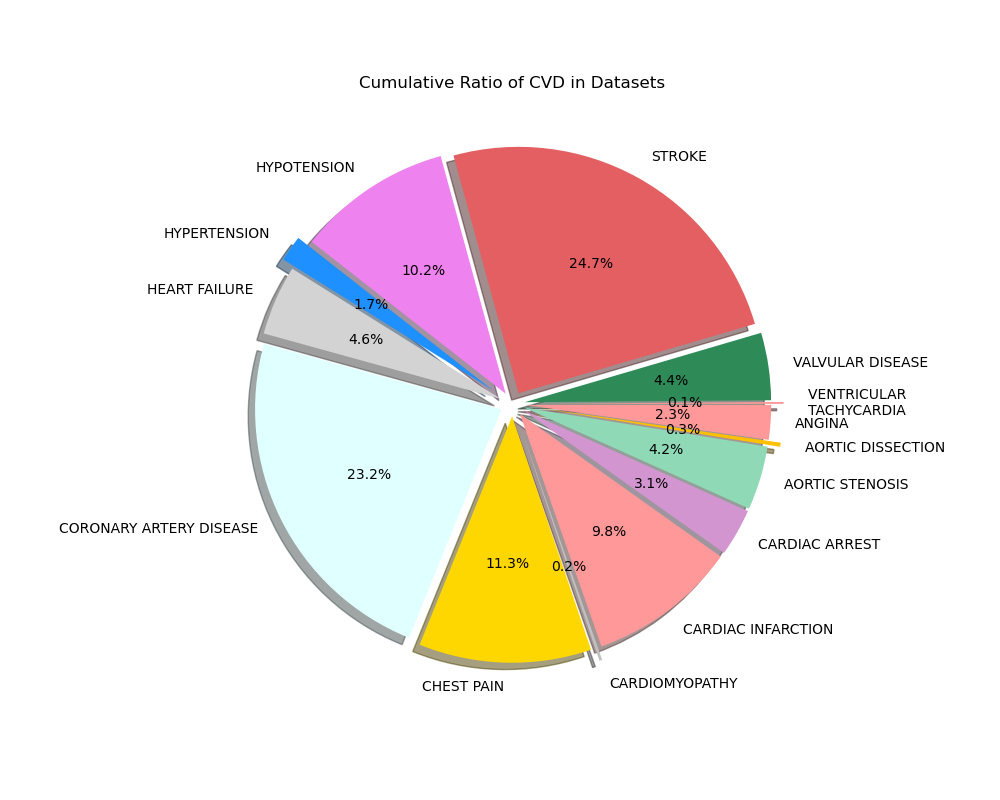 Cumulative Ratio of CVD in Datasets
STROKE
HYPOTENSION
HYPERTENSION
HEART FAILURE
CORONARY ARTERY DISEASE
CHEST PAIN
CARDIOMYOPATHY
CARDIAC INFARCTION
CARDIAC ARREST
AORTIC STENOSIS
AORTIC DISSECTION
ANGINA
VENTRICULAR
TACHYCARDIA
VALVULAR DISEASE
24.7%
10.2%
1.7%
4.6%
23.2%
11.3%
0.2%
9.8%
3.1%
4.2%
0.3%
2.3%
0.1%
4.4%